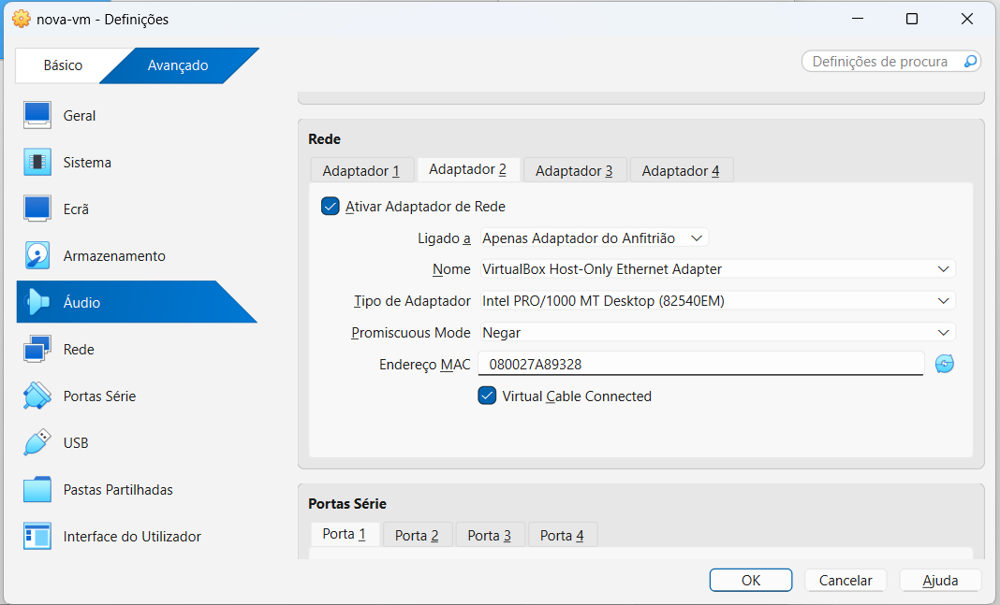 nova-vm - Definições
Básico
Avançado
Definições de procura
Geral
Sistema
Ecrã
Armazenamento
Áudio
Rede
Portas Série
USB
Pastas Partilhadas
Interface do Utilizador
Rede
Adaptador 1 Adaptador 2 Adaptador 3 Adaptador 4
Ativar Adaptador de Rede
Ligado a Apenas Adaptador do Anfitrião
Nome VirtualBox Host-Only Ethernet Adapter
Tipo de Adaptador Intel PRO/1000 MT Desktop (82540EM)
Promiscuous Mode Negar
Endereço MAC 080027A89328
Virtual Cable Connected
Portas Série
Porta 1 Porta 2 Porta 3 Porta 4
OK Cancelar Ajuda